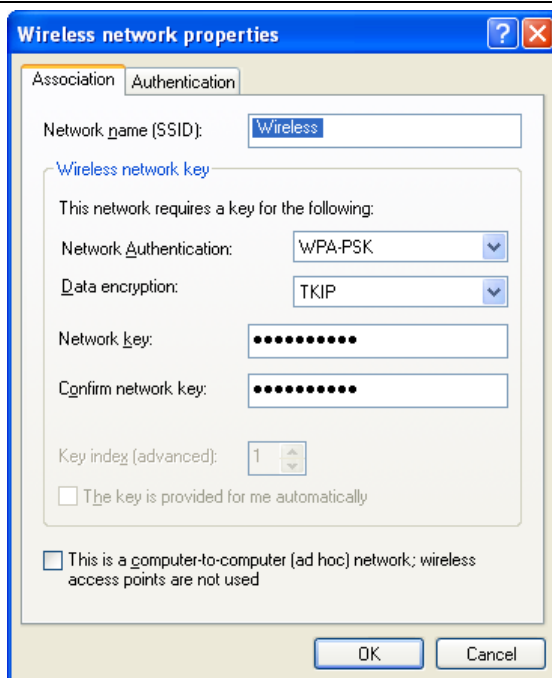 Wireless network properties
Association Authentication
Network name (SSID): Wireless
Wireless network key
This network requires a key for the following:
Network Authentication: WPA-PSK
Data encryption: TKIP
Network key: ●●●●●●●●●●
Confirm network key: ●●●●●●●●●●
Key index (advanced): 1
The key is provided for me automatically
This is a computer-to-computer (ad hoc) network; wireless
access points are not used
OK Cancel